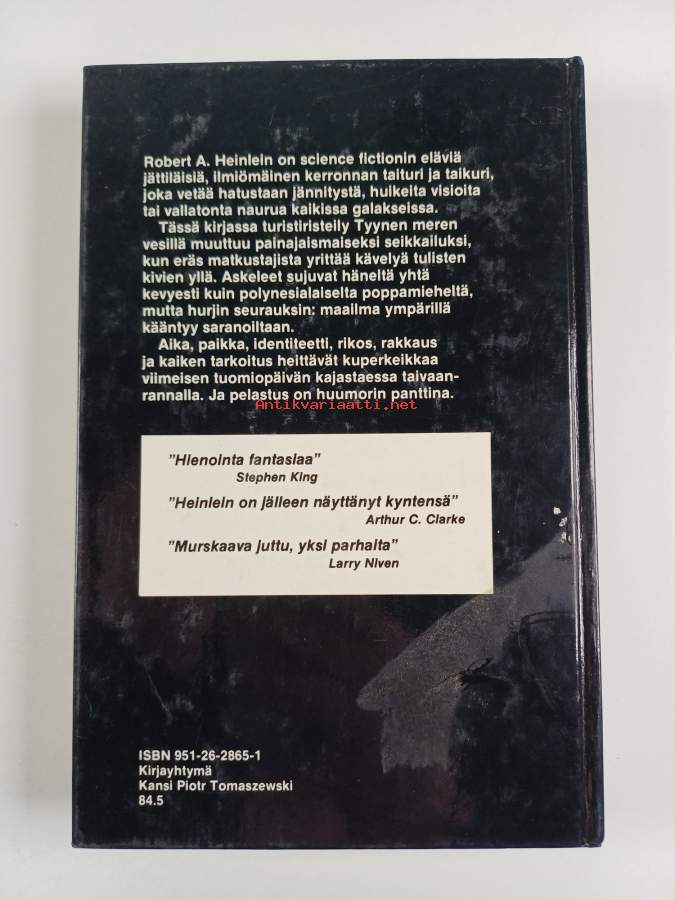 Robert A. Heinlein on science fictionin eläviä
jättiläisiä, ilmiömäinen kerronnan taituri ja taikuri,
joka vetää hatustaan jännitystä, huikeita visioita
tai vallatonta naurua kaikissa galakseissa.
Tässä kirjassa turistiristeily Tyynen meren
vesillä muuttuu painajaismaiseksi seikkailuksi,
kun eräs matkustajista yrittää kävelyä tulisten
kivien yllä. Askeleet sujuvat häneltä yhtä
kevyesti kuin polynesialaiselta poppamieheltä,
mutta hurjin seurauksin: maailma ympärillä
kääntyy saranoiltaan.
Aika, paikka, identiteetti, rikos, rakkaus
ja kaiken tarkoitus heittävät kuperkeikkaa
viimeisen tuomiopäivän kajastaessa taivaan-
rannalla. Ja pelastus on huumorin panttina.
Antikvariaatti.net
"Hienointa fantasiaa"
Stephen King
"Heinlein on jälleen näyttänyt kyntensä"
Arthur C. Clarke
"Murskaava juttu, yksi parhaita"
Larry Niven
ISBN 951-26-2865-1
Kirjayhtymä
Kansi Piotr Tomaszewski
84.5